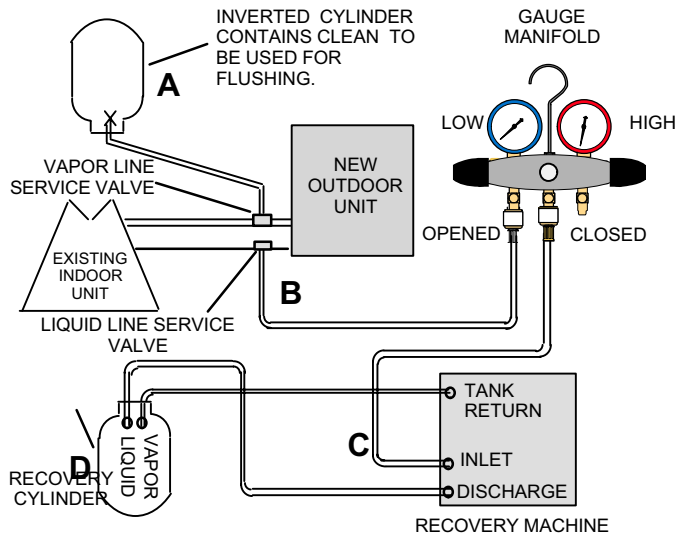 INVERTED CYLINDER
CONTAINS CLEAN TO
BE USED FOR
FLUSHING.
A
GAUGE
MANIFOLD
LOW
HIGH
VAPOR LINE
SERVICE VALVE
NEW
OUTDOOR
UNIT
OPENED
CLOSED
EXISTING
INDOOR
UNIT
B
LIQUID LINE SERVICE
VALVE
TANK
RETURN
C
INLET
DISCHARGE
D
RECOVERY
CYLINDER
LIQUID
VAPOR
RECOVERY MACHINE